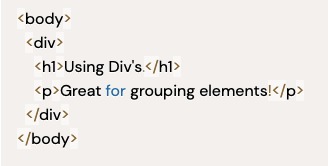 <body>
<div>
<h1>Using Div's.</h1>
<p>Great for grouping elements!</p>
</div>
</body>